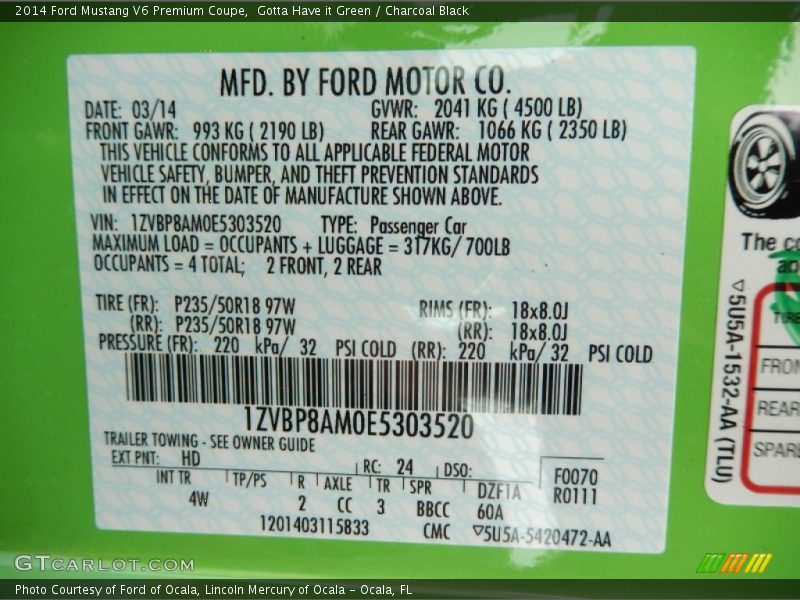 2014 Ford Mustang V6 Premium Coupe,  Gotta Have it Green / Charcoal Black
MFD. BY FORD MOTOR CO.
DATE: 03/14 GVWR: 2041 KG ( 4500 LB)
FRONT GAWR: 993 KG ( 2190 LB) REAR GAWR: 1066 KG ( 2350 LB)
THIS VEHICLE CONFORMS TO ALL APPLICABLE FEDERAL MOTOR
VEHICLE SAFETY, BUMPER, AND THEFT PREVENTION STANDARDS
IN EFFECT ON THE DATE OF MANUFACTURE SHOWN ABOVE.
VIN: 1ZVBP8AM0E5303520 TYPE: Passenger Car
MAXIMUM LOAD = OCCUPANTS + LUGGAGE = 317KG/ 700LB
OCCUPANTS = 4 TOTAL; 2 FRONT, 2 REAR
TIRE (FR): P235/50R18 97W RIMS (FR): 18x8.0J
(RR): P235/50R18 97W (RR): 18x8.0J
PRESSURE (FR): 220 kPa/ 32 PSI COLD (RR): 220 kPa/ 32 PSI COLD
1ZVBP8AM0E5303520
TRAILER TOWING - SEE OWNER GUIDE
EXT PNT: HD RC: 24 DSO: F0070
INT TR TP/PS R AXLE TR SPR DZF1A R0111
4W 2 CC 3 BBCC 60A
1201403115833 CMC ▽5U5A-5420472-AA
The co
an
▽5U5A-1532-AA (TLU)
TIRE
FRON
REAR
SPARE
GTCARLOT.COM
Photo Courtesy of Ford of Ocala, Lincoln Mercury of Ocala - Ocala, FL